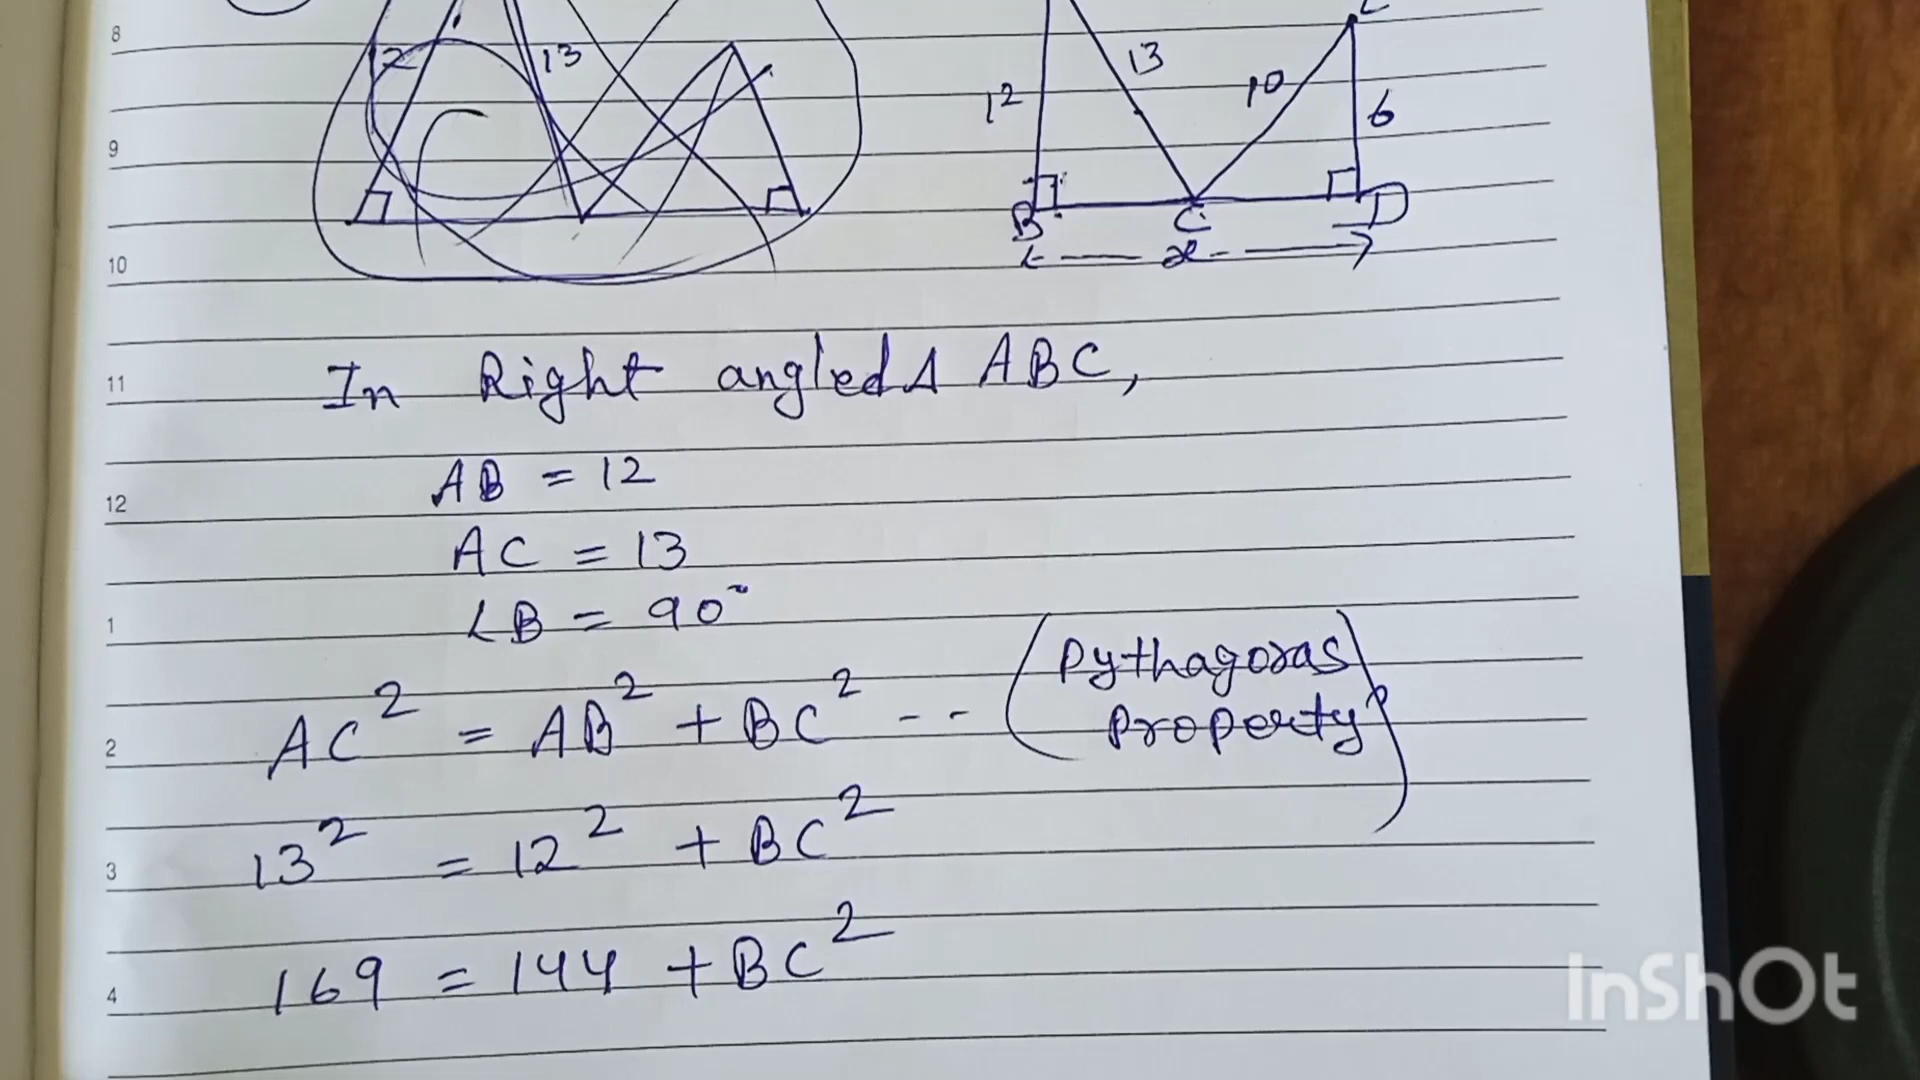 8
12 13
12 13 10 6
9
B C D
x
10
In Right angled Δ ABC,
11
AB = 12
12
AC = 13
∠B = 90°
1
AC² = AB² + BC² -- (Pythagoras
Property)
2
13² = 12² + BC²
3
169 = 144 + BC²
4
InShOt